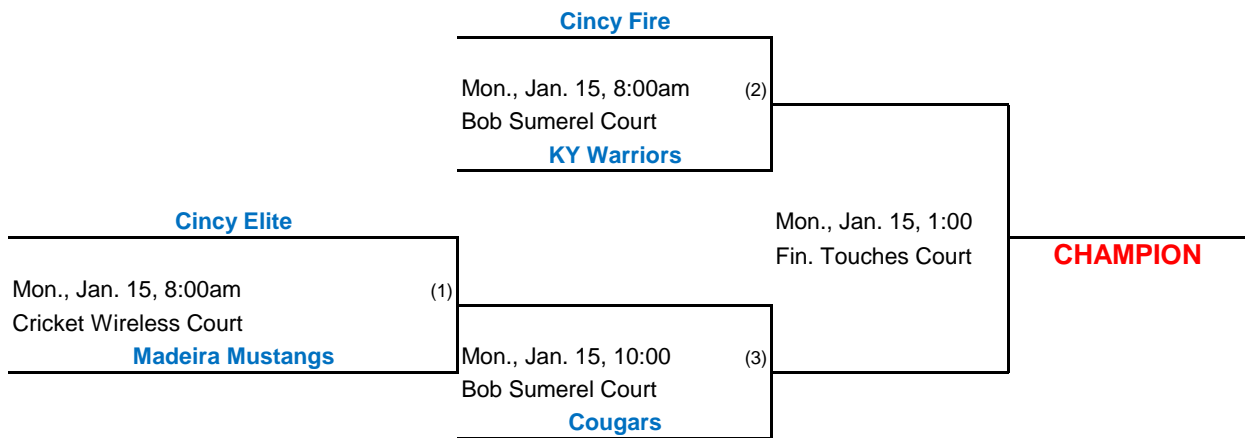 Cincy Fire
Mon., Jan. 15, 8:00am (2)
Bob Sumerel Court
KY Warriors
Cincy Elite
Mon., Jan. 15, 1:00
Fin. Touches Court
CHAMPION
Mon., Jan. 15, 8:00am (1)
Cricket Wireless Court
Madeira Mustangs
Mon., Jan. 15, 10:00 (3)
Bob Sumerel Court
Cougars